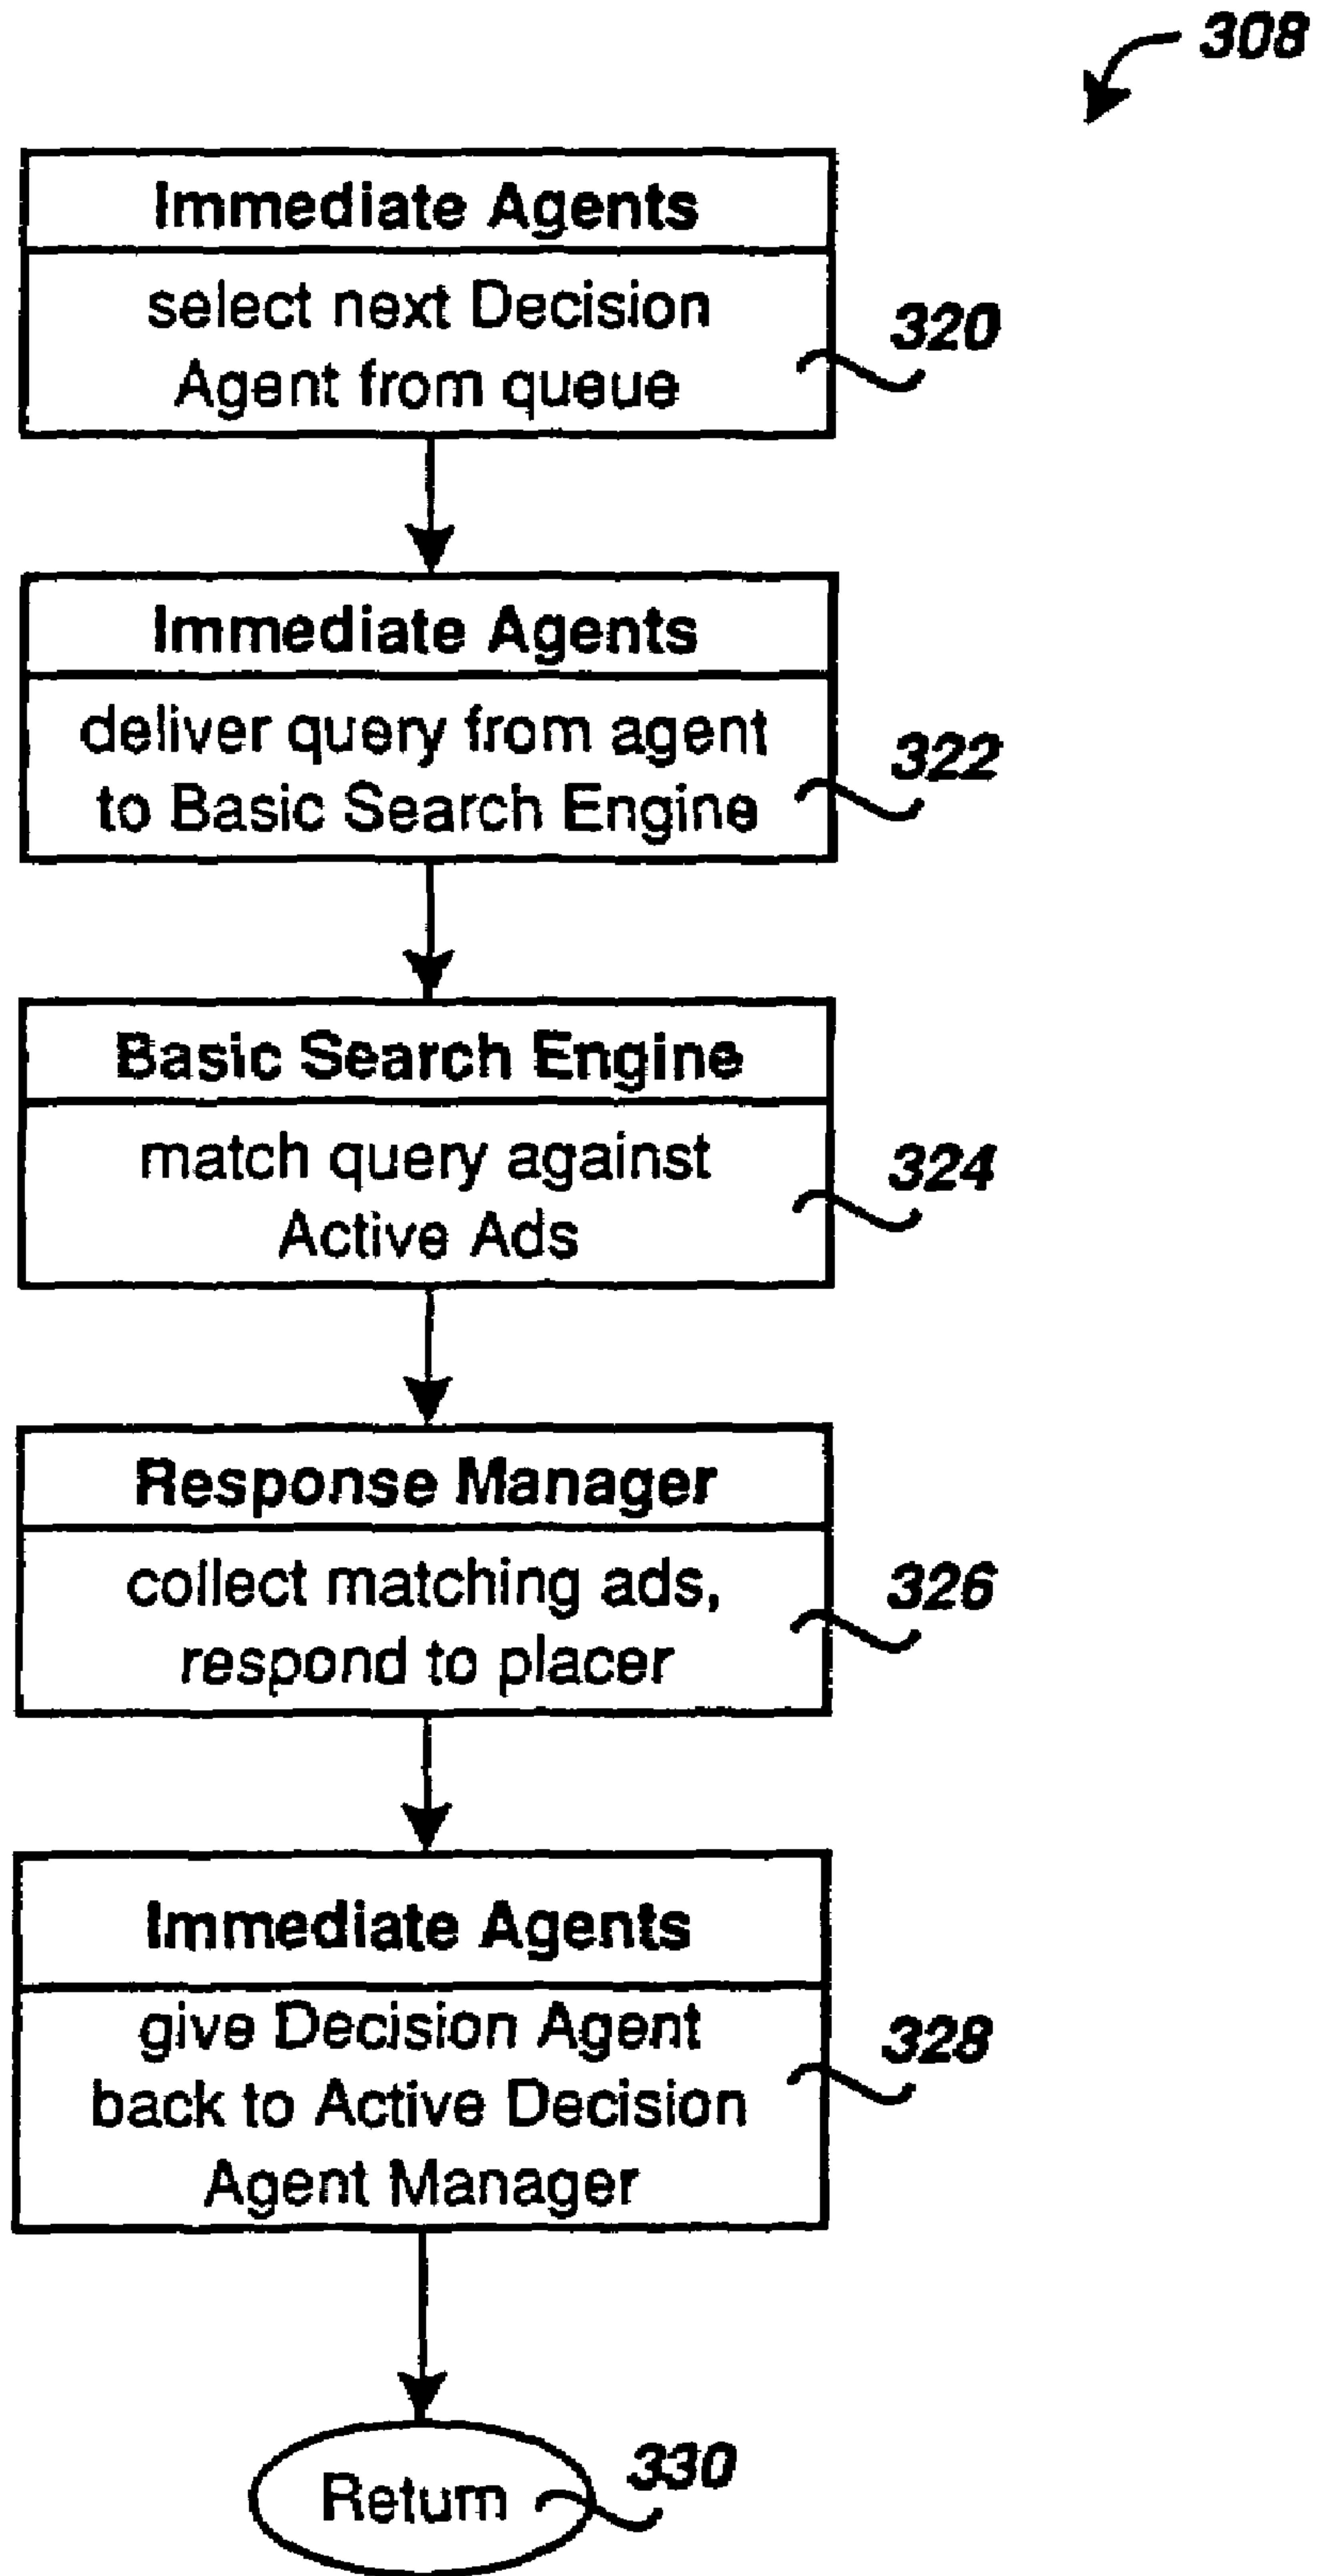 308
Immediate Agents
select next Decision
Agent from queue
320
Immediate Agents
deliver query from agent
to Basic Search Engine
322
Basic Search Engine
match query against
Active Ads
324
Response Manager
collect matching ads,
respond to placer
326
Immediate Agents
give Decision Agent
back to Active Decision
Agent Manager
328
Return
330